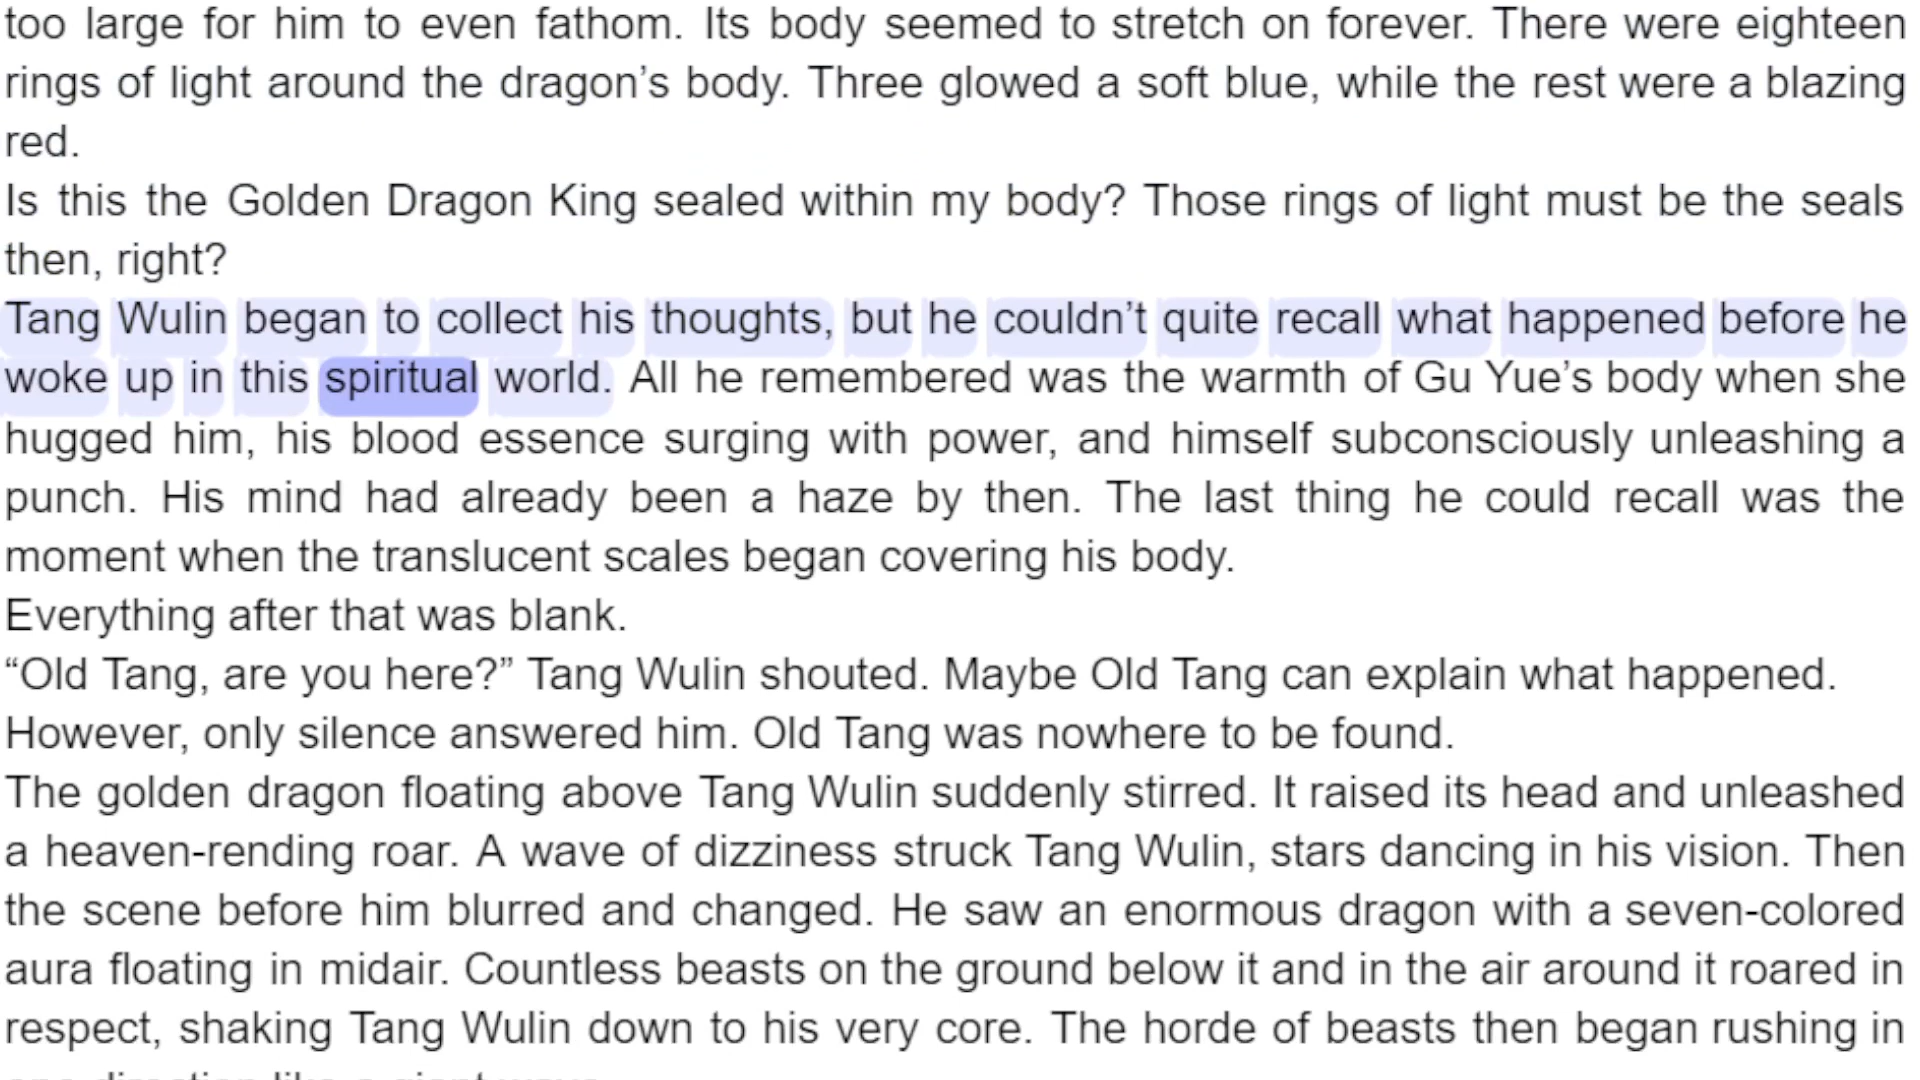 too large for him to even fathom. Its body seemed to stretch on forever. There were eighteen
rings of light around the dragon’s body. Three glowed a soft blue, while the rest were a blazing
red.
Is this the Golden Dragon King sealed within my body? Those rings of light must be the seals
then, right?
Tang Wulin began to collect his thoughts, but he couldn’t quite recall what happened before he
woke up in this spiritual world. All he remembered was the warmth of Gu Yue’s body when she
hugged him, his blood essence surging with power, and himself subconsciously unleashing a
punch. His mind had already been a haze by then. The last thing he could recall was the
moment when the translucent scales began covering his body.
Everything after that was blank.
“Old Tang, are you here?” Tang Wulin shouted. Maybe Old Tang can explain what happened.
However, only silence answered him. Old Tang was nowhere to be found.
The golden dragon floating above Tang Wulin suddenly stirred. It raised its head and unleashed
a heaven-rending roar. A wave of dizziness struck Tang Wulin, stars dancing in his vision. Then
the scene before him blurred and changed. He saw an enormous dragon with a seven-colored
aura floating in midair. Countless beasts on the ground below it and in the air around it roared in
respect, shaking Tang Wulin down to his very core. The horde of beasts then began rushing in